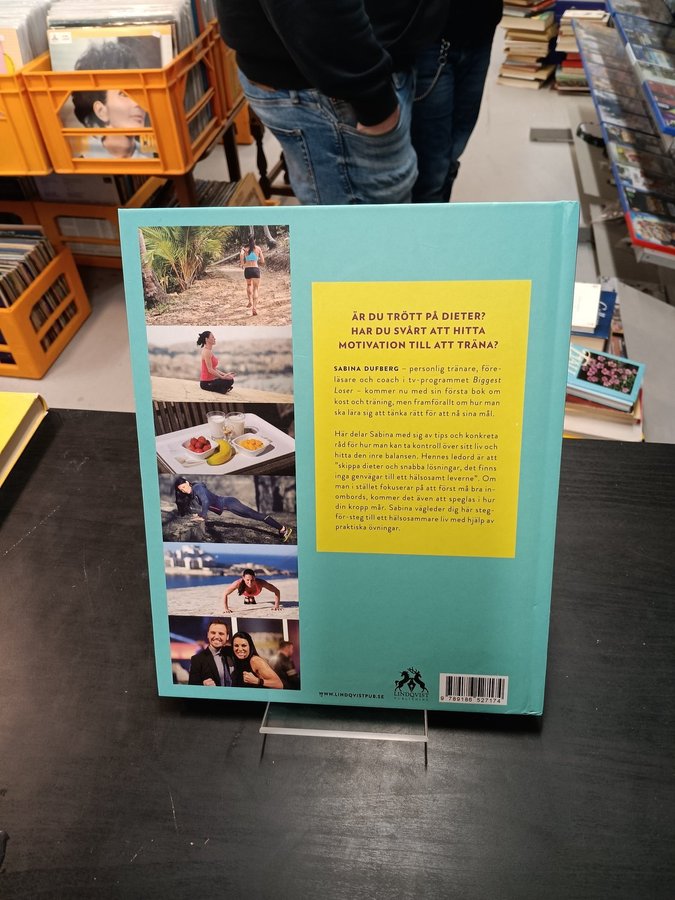 ÄR DU TRÖTT PÅ DIETER?
HAR DU SVÅRT ATT HITTA
MOTIVATION TILL ATT TRÄNA?
SABINA DUFBERG – personlig tränare, före-
läsare och coach i tv-programmet Biggest
Loser – kommer nu med sin första bok om
kost och träning, men framförallt om hur man
ska lära sig att tänka rätt för att nå sina mål.
Här delar Sabina med sig av tips och konkreta
råd för hur man kan ta kontroll över sitt liv och
hitta den inre balansen. Hennes ledord är att
"skippa dieter och snabba lösningar, det finns
inga genvägar till ett hälsosamt leverne". Om
man i stället fokuserar på att först må bra in-
ombords, kommer det även att speglas i hur
din kropp mår. Sabina vägleder dig här steg-
för-steg till ett hälsosammare liv med hjälp av
praktiska övningar.
WWW.LINDQVISTPUB.SE
LINDQVIST
PUBLISHING
9 789186 527174